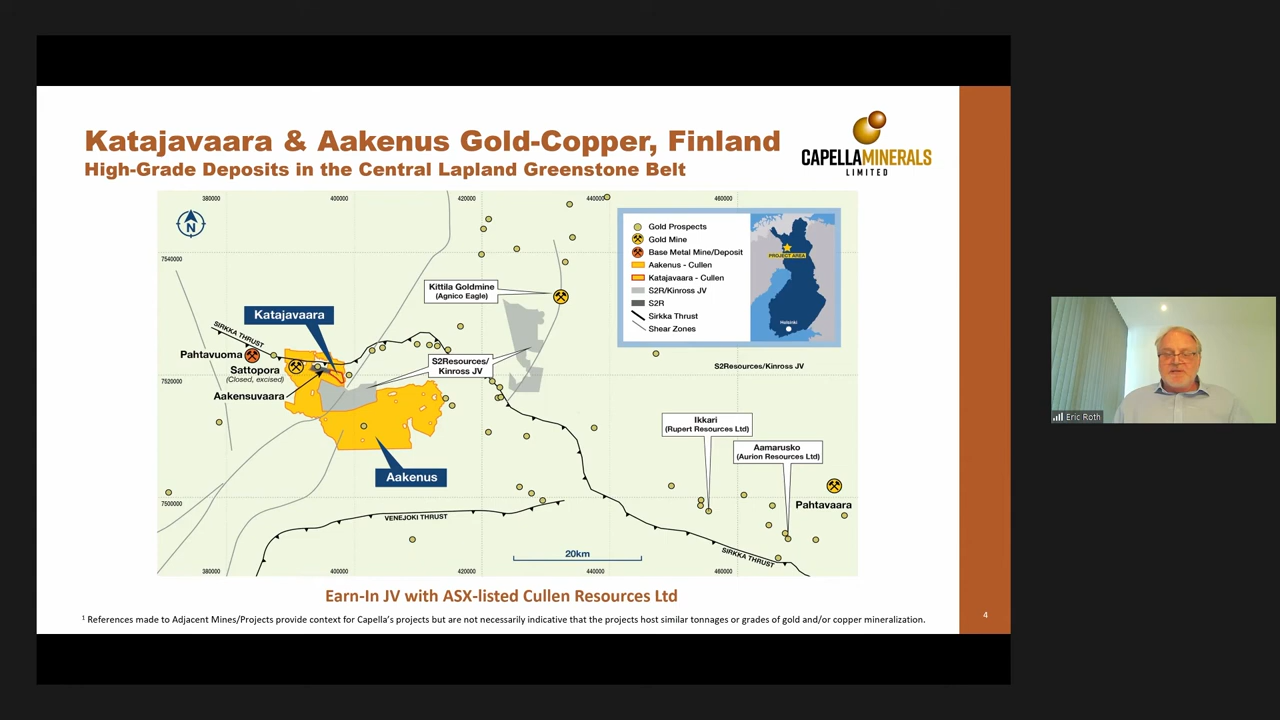 Katajavaara & Aakenus Gold-Copper, Finland
High-Grade Deposits in the Central Lapland Greenstone Belt
CAPELLAMINERALS
LIMITED
380000
400000
420000
440000
460000
N
7540000
7520000
7500000
Gold Prospects
Gold Mine
Base Metal Mine/Deposit
Aakenus - Cullen
Katajavaara - Cullen
S2R/Kinross JV
S2R
Sirkka Thrust
Shear Zones
PROJECT AREA
Helsinki
Kittila Goldmine
(Agnico Eagle)
Katajavaara
SIRKKA THRUST
Pahtavuoma
Sattopora
(Closed, excised)
Aakensuvaara
S2Resources/
Kinross JV
S2Resources/Kinross JV
Ikkari
(Rupert Resources Ltd)
Aamarusko
(Aurion Resources Ltd)
Aakenus
Pahtavaara
VENEJOKI THRUST
SIRKKA THRUST
20km
380000
400000
420000
440000
460000
Earn-In JV with ASX-listed Cullen Resources Ltd
1 References made to Adjacent Mines/Projects provide context for Capella's projects but are not necessarily indicative that the projects host similar tonnages or grades of gold and/or copper mineralization.
4
Eric Roth